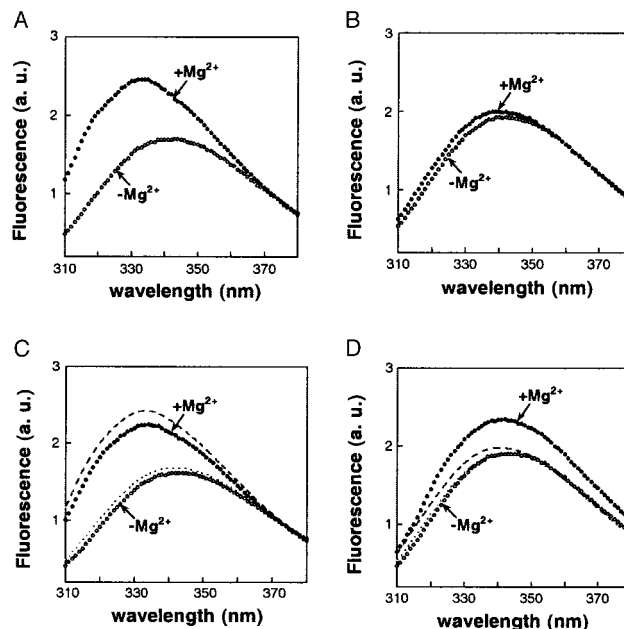 A
3
2
1
Fluorescence (a. u.)
+Mg2+
-Mg2+
310 330 350 370
wavelength (nm)
B
3
2
1
Fluorescence (a. u.)
+Mg2+
-Mg2+
310 330 350 370
wavelength (nm)
C
3
2
1
Fluorescence (a. u.)
+Mg2+
-Mg2+
310 330 350 370
wavelength (nm)
D
3
2
1
Fluorescence (a. u.)
+Mg2+
-Mg2+
310 330 350 370
wavelength (nm)